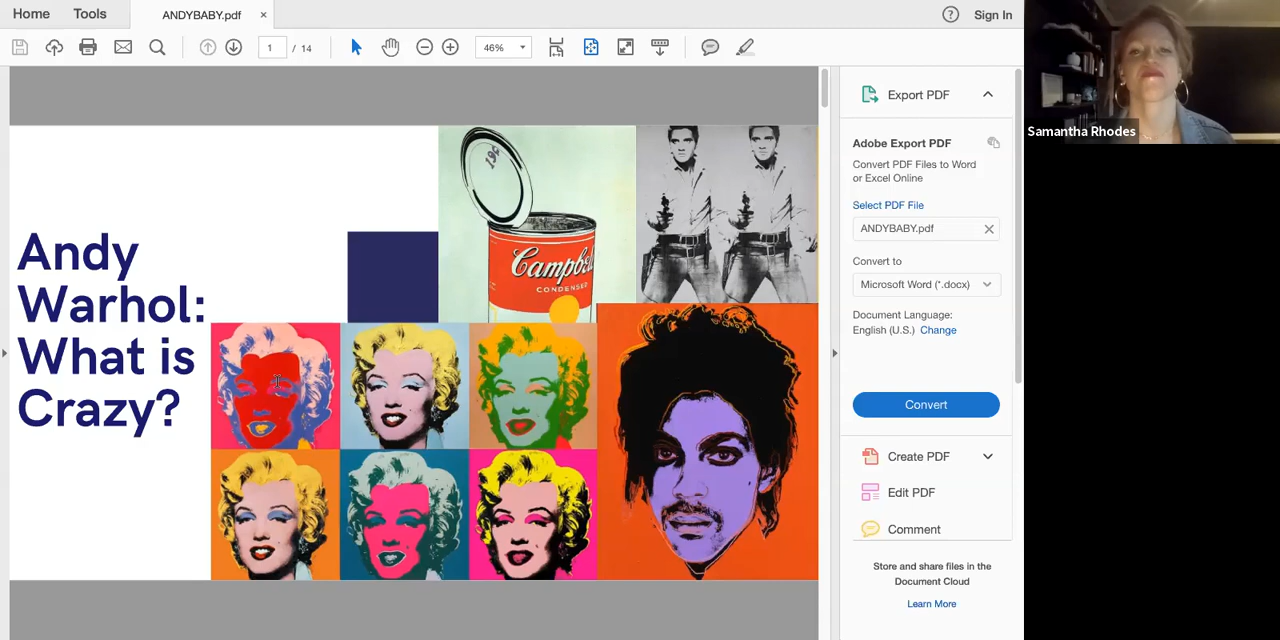 Home
Tools
ANDYBABY.pdf
×
?
Sign In
1
/ 14
46%
Andy
Warhol:
What is
Crazy?
19¢
Campbell
CONDENSED
Export PDF
Adobe Export PDF
Convert PDF Files to Word
or Excel Online
Select PDF File
ANDYBABY.pdf
Convert to
Microsoft Word (*.docx)
Document Language:
English (U.S.) Change
Convert
Create PDF
Edit PDF
Comment
Store and share files in the
Document Cloud
Learn More
Samantha Rhodes